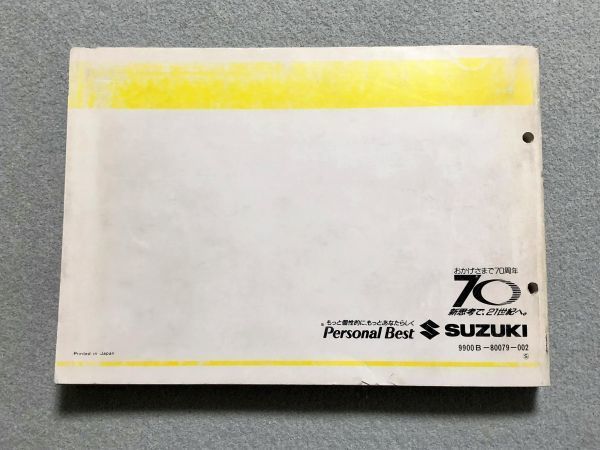 おかげさまで70周年
70
新思考で、21世紀へ。
もっと個性的に、もっとあなたらしく
Personal Best SUZUKI
9900B-80079-002
Printed in Japan
S